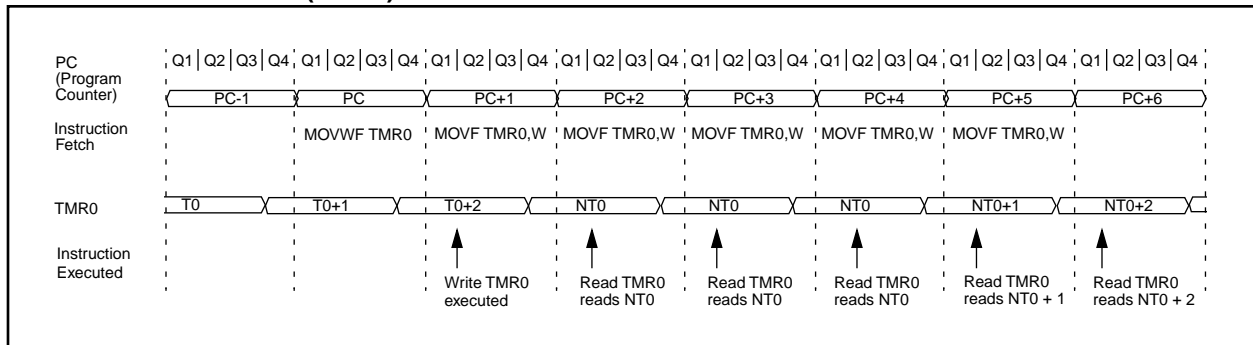 PC
(Program
Counter)
Q1 Q2 Q3 Q4 Q1 Q2 Q3 Q4 Q1 Q2 Q3 Q4 Q1 Q2 Q3 Q4 Q1 Q2 Q3 Q4 Q1 Q2 Q3 Q4 Q1 Q2 Q3 Q4 Q1 Q2 Q3 Q4
PC-1 PC PC+1 PC+2 PC+3 PC+4 PC+5 PC+6
Instruction
Fetch
MOVWF TMR0 MOVF TMR0,W MOVF TMR0,W MOVF TMR0,W MOVF TMR0,W MOVF TMR0,W
TMR0
T0 T0+1 T0+2 NT0 NT0 NT0 NT0+1 NT0+2
Instruction
Executed
Write TMR0
executed
Read TMR0
reads NT0
Read TMR0
reads NT0
Read TMR0
reads NT0
Read TMR0
reads NT0 + 1
Read TMR0
reads NT0 + 2